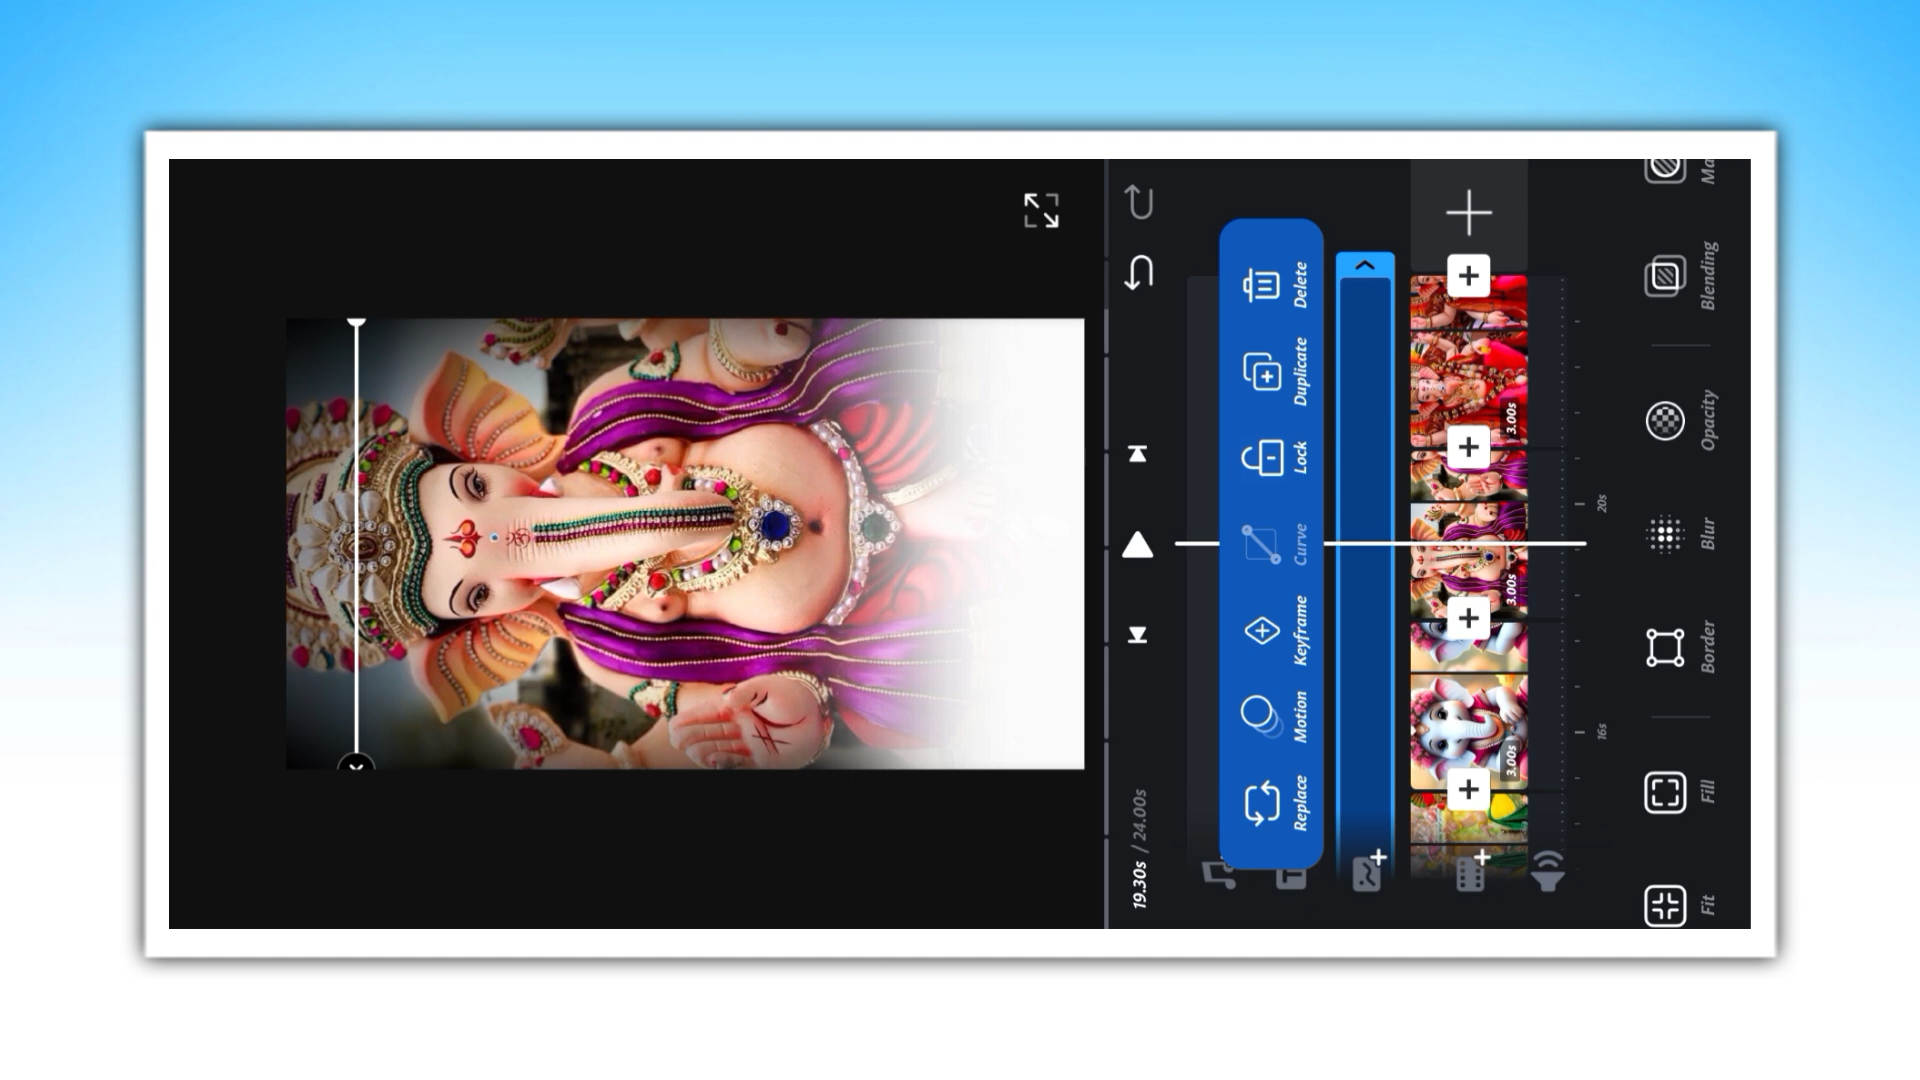 19.30s / 24.00s
Replace
Motion
Keyframe
Curve
Lock
Duplicate
Delete
3.00s
3.00s
3.00s
16s
20s
Fit
Fill
Border
Blur
Opacity
Blending
Ma